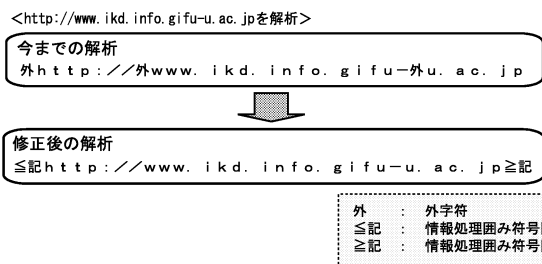 ＜http://www.ikd.info.gifu-u.ac.jpを解析＞
今までの解析
外ｈｔｔｐ：／／外ｗｗｗ．ｉｋｄ．ｉｎｆｏ．ｇｉｆｕ－外ｕ．ａｃ．ｊｐ
修正後の解析
≦記ｈｔｔｐ：／／ｗｗｗ．ｉｋｄ．ｉｎｆｏ．ｇｉｆｕ－ｕ．ａｃ．ｊｐ≧記
外　：　外字符
≦記　：　情報処理囲み符号
≧記　：　情報処理囲み符号